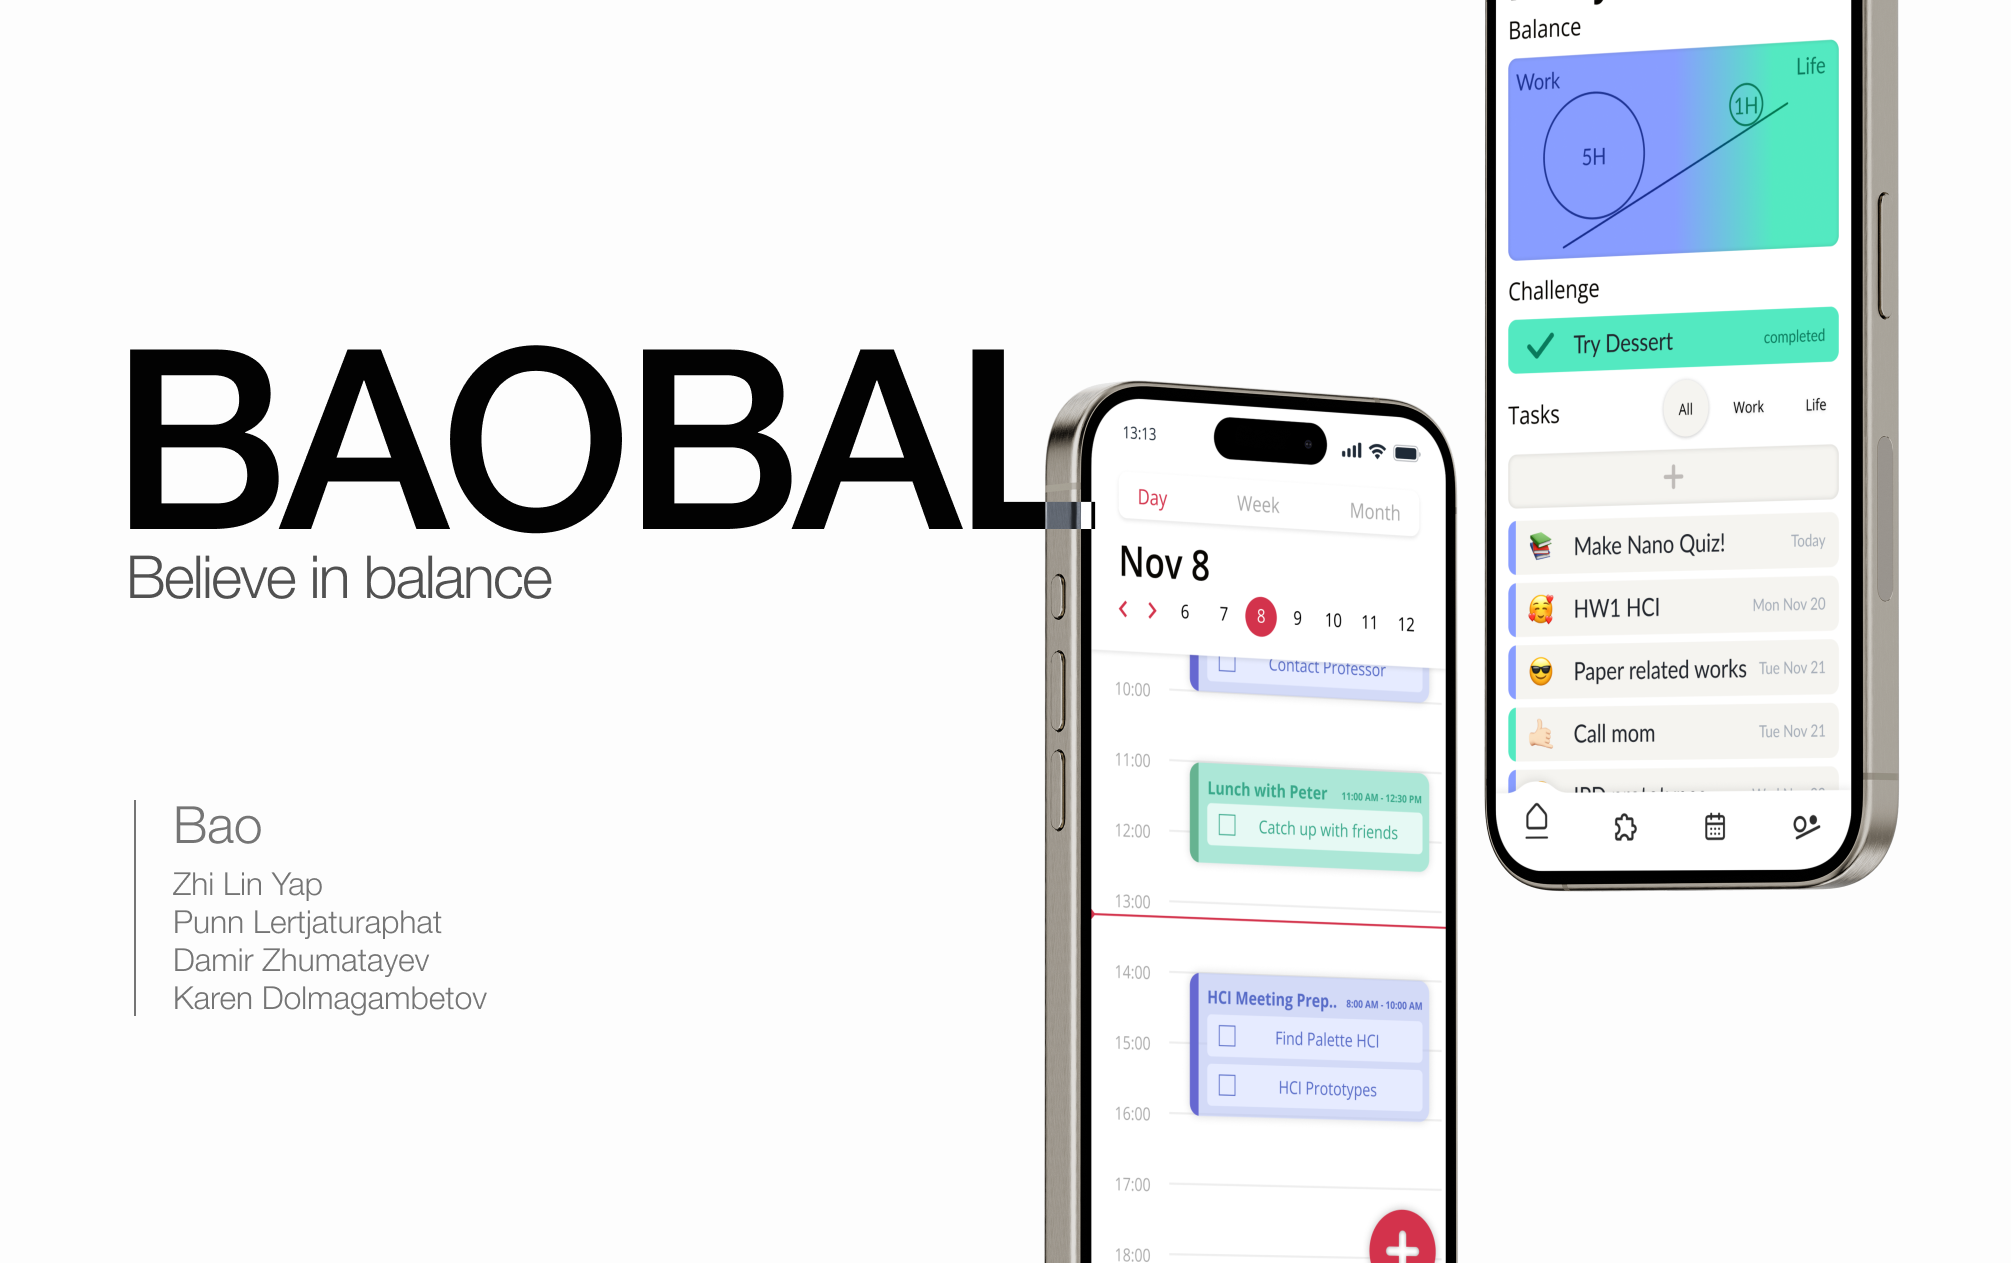 BAOBAL
Believe in balance
Bao
Zhi Lin Yap
Punn Lertjaturaphat
Damir Zhumatayev
Karen Dolmagambetov
13:13
Day Week Month
Nov 8
6 7 8 9 10 11 12
Contact Professor
10:00
11:00
Lunch with Peter 11:00 AM - 12:30 PM
Catch up with friends
12:00
13:00
14:00
HCI Meeting Prep.. 8:00 AM - 10:00 AM
Find Palette HCI
15:00
HCI Prototypes
16:00
17:00
18:00
Balance
Work Life
5H 1H
Challenge
Try Dessert completed
Tasks All Work Life
Make Nano Quiz! Today
HW1 HCI Mon Nov 20
Paper related works Tue Nov 21
Call mom Tue Nov 21